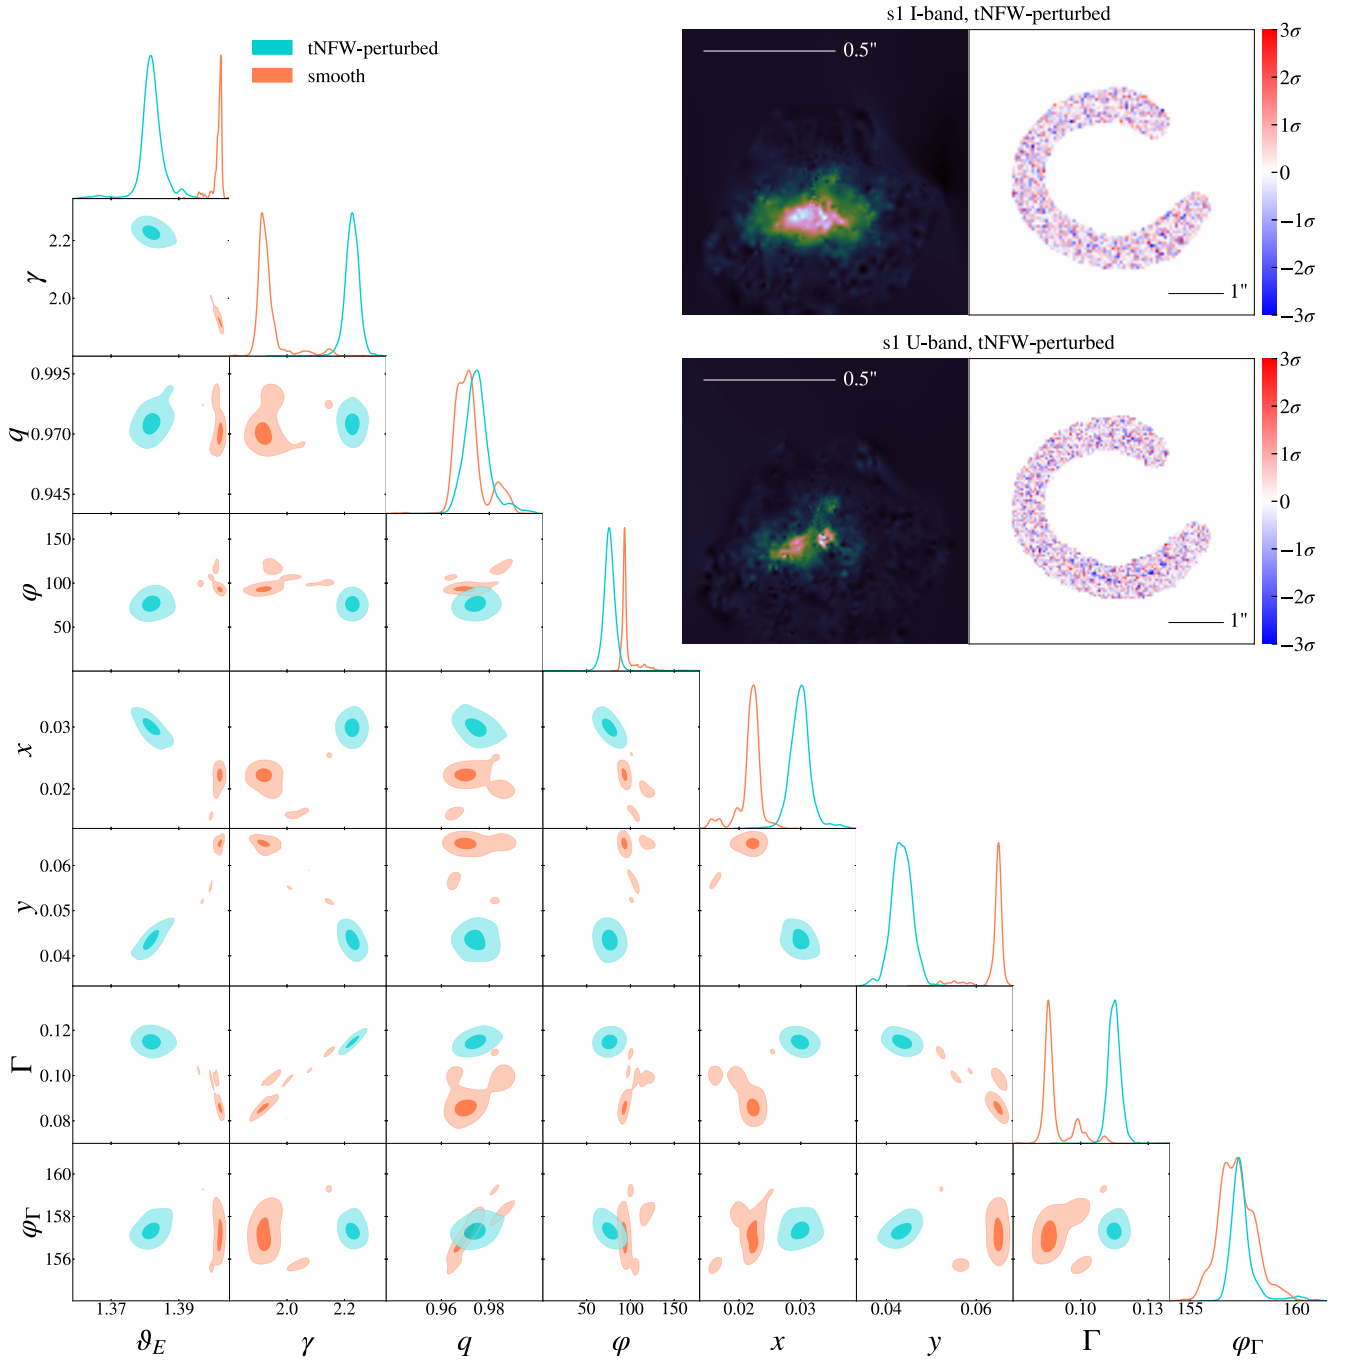 s1 I-band, tNFW-perturbed
tNFW-perturbed
smooth
0.5"
1"
3σ
2σ
1σ
0
−1σ
−2σ
−3σ
s1 U-band, tNFW-perturbed
0.5"
1"
3σ
2σ
1σ
0
−1σ
−2σ
−3σ
γ
2.2
2.0
q
0.995
0.970
0.945
φ
150
100
50
x
0.03
0.02
y
0.06
0.05
0.04
Γ
0.12
0.10
0.08
φΓ
160
158
156
1.37 1.39 2.0 2.2 0.96 0.98 50 100 150 0.02 0.03 0.04 0.06 0.10 0.13 155 160
ϑE γ q φ x y Γ φΓ